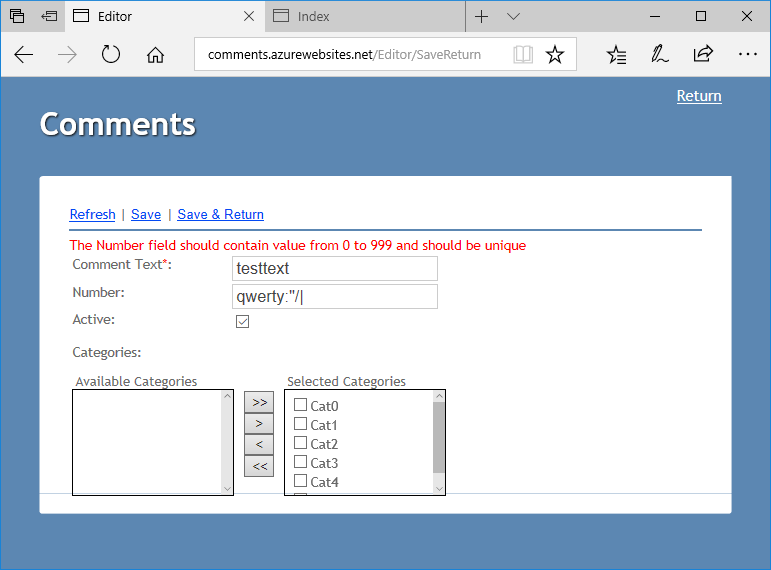 Editor
Index
comments.azurewebsites.net/Editor/SaveReturn
Return
Comments
Refresh | Save | Save & Return
The Number field should contain value from 0 to 999 and should be unique
Comment Text*: testtext
Number: qwerty:"/|
Active:
Categories:
Available Categories
Selected Categories
>>
>
<
<<
Cat0
Cat1
Cat2
Cat3
Cat4